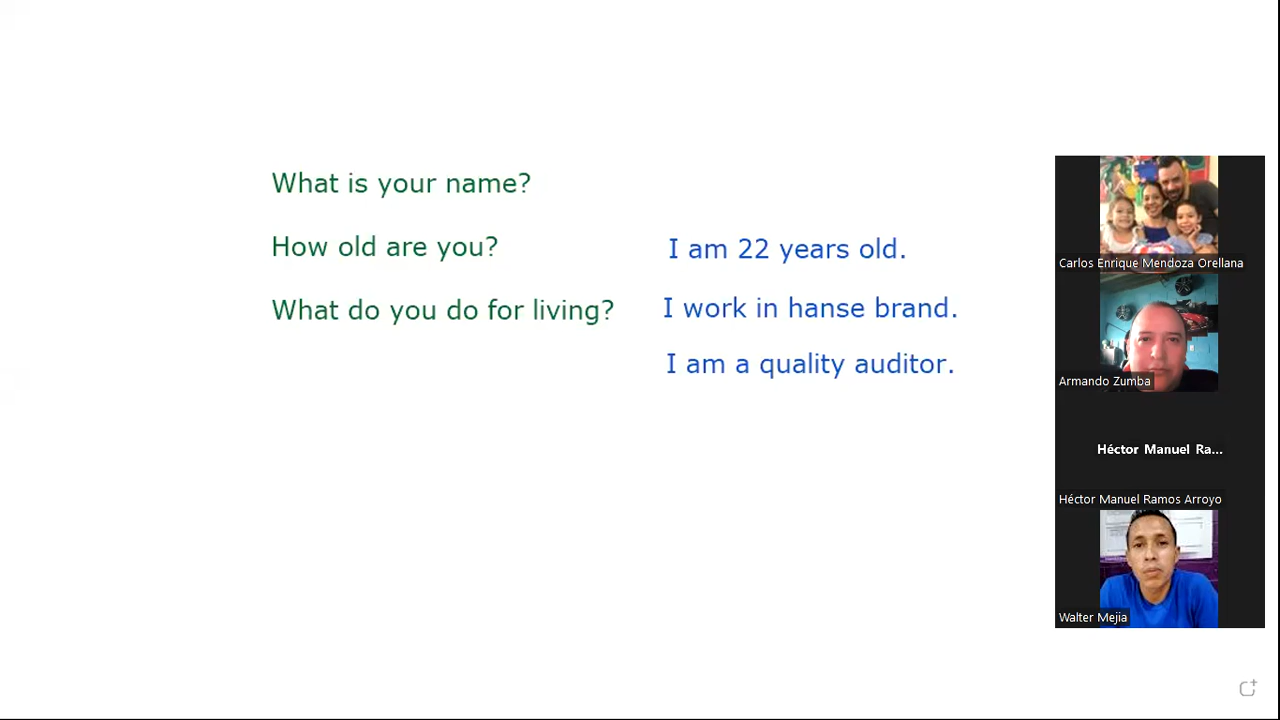 What is your name?
How old are you?
I am 22 years old.
What do you do for living?
I work in hanse brand.
I am a quality auditor.
Carlos Enrique Mendoza Orellana
Armando Zumba
Héctor Manuel Ra...
Héctor Manuel Ramos Arroyo
Walter Mejia